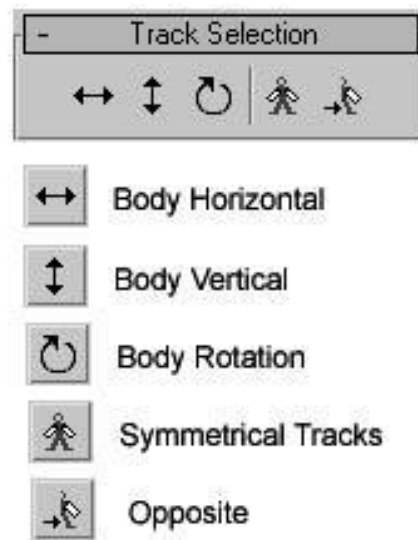 - Track Selection
Body Horizontal
Body Vertical
Body Rotation
Symmetrical Tracks
Opposite